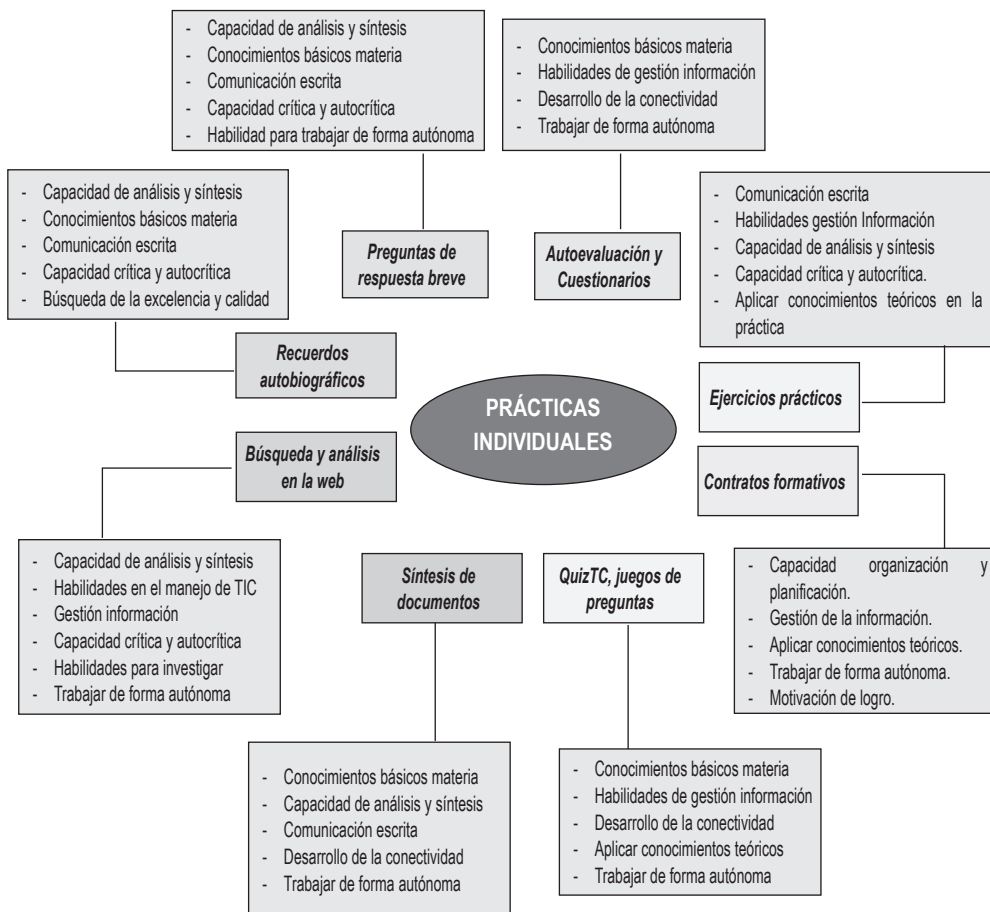 - Capacidad de análisis y síntesis
- Conocimientos básicos materia
- Comunicación escrita
- Capacidad crítica y autocrítica
- Habilidad para trabajar de forma autónoma
- Conocimientos básicos materia
- Habilidades de gestión información
- Desarrollo de la conectividad
- Trabajar de forma autónoma
- Capacidad de análisis y síntesis
- Conocimientos básicos materia
- Comunicación escrita
- Capacidad crítica y autocrítica
- Búsqueda de la excelencia y calidad
Preguntas de
respuesta breve
Autoevaluación y
Cuestionarios
- Comunicación escrita
- Habilidades gestión Información
- Capacidad de análisis y síntesis
- Capacidad crítica y autocrítica.
- Aplicar conocimientos teóricos en la
práctica
Recuerdos
autobiográficos
PRÁCTICAS
INDIVIDUALES
Ejercicios prácticos
Búsqueda y análisis
en la web
Contratos formativos
- Capacidad de análisis y síntesis
- Habilidades en el manejo de TIC
- Gestión información
- Capacidad crítica y autocrítica
- Habilidades para investigar
- Trabajar de forma autónoma
Síntesis de
documentos
QuizTC, juegos de
preguntas
- Capacidad organización y
planificación.
- Gestión de la información.
- Aplicar conocimientos teóricos.
- Trabajar de forma autónoma.
- Motivación de logro.
- Conocimientos básicos materia
- Capacidad de análisis y síntesis
- Comunicación escrita
- Desarrollo de la conectividad
- Trabajar de forma autónoma
- Conocimientos básicos materia
- Habilidades de gestión información
- Desarrollo de la conectividad
- Aplicar conocimientos teóricos
- Trabajar de forma autónoma